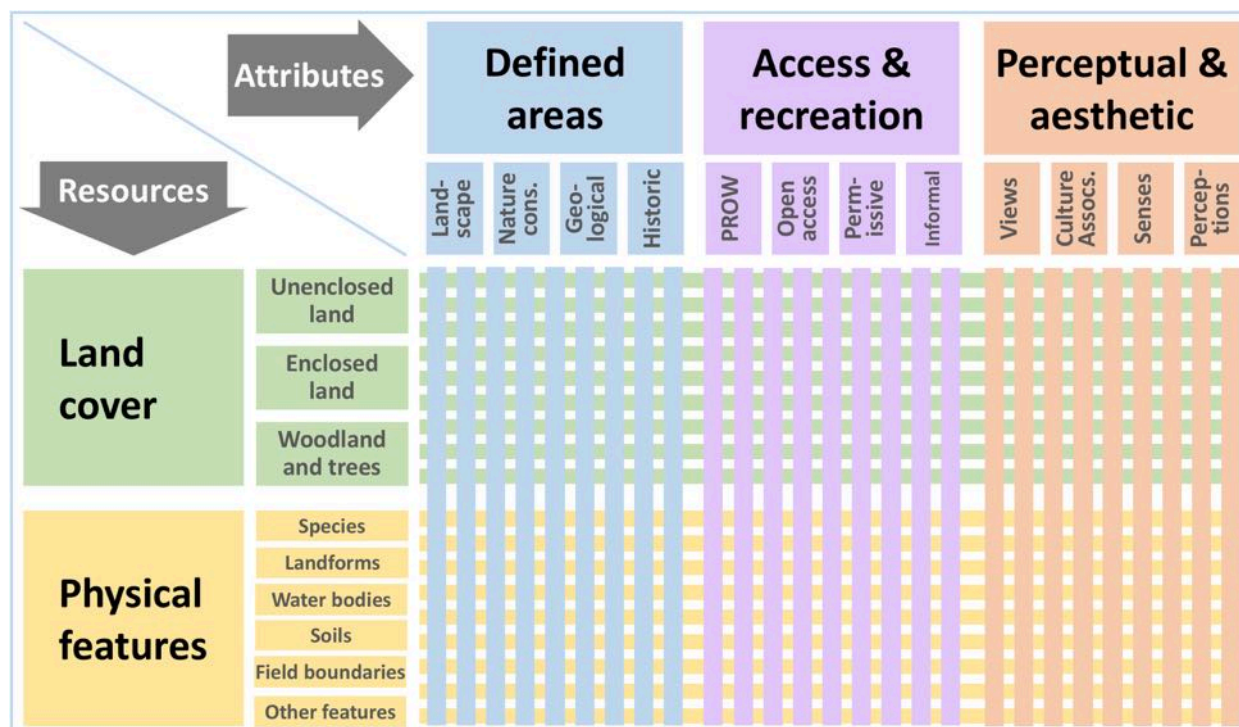 Attributes
Resources
Defined
areas
Access &
recreation
Perceptual &
aesthetic
Land-
scape
Nature
cons.
Geo-
logical
Historic
PROW
Open
access
Perm-
issive
Informal
Views
Culture
Assocs.
Senses
Percep-
tions
Land
cover
Unenclosed
land
Enclosed
land
Woodland
and trees
Physical
features
Species
Landforms
Water bodies
Soils
Field boundaries
Other features